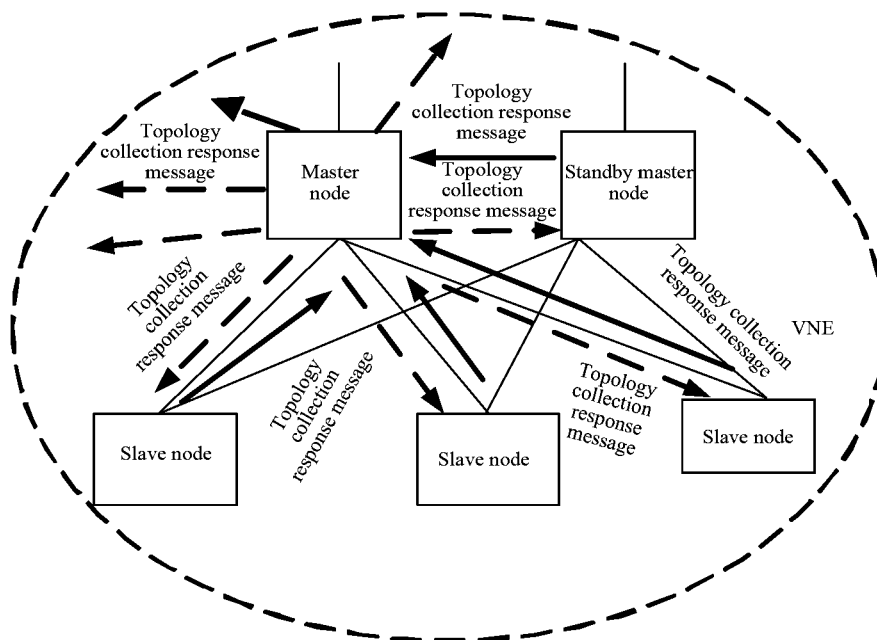 Topology
collection response
message
Topology
collection response
message
Master
node
Topology
collection
response message
Standby master
node
Topology
collection
response message
Topology collection
response message
VNE
Topology
collection
response message
Topology
collection
response
message
Slave node
Slave node
Slave node